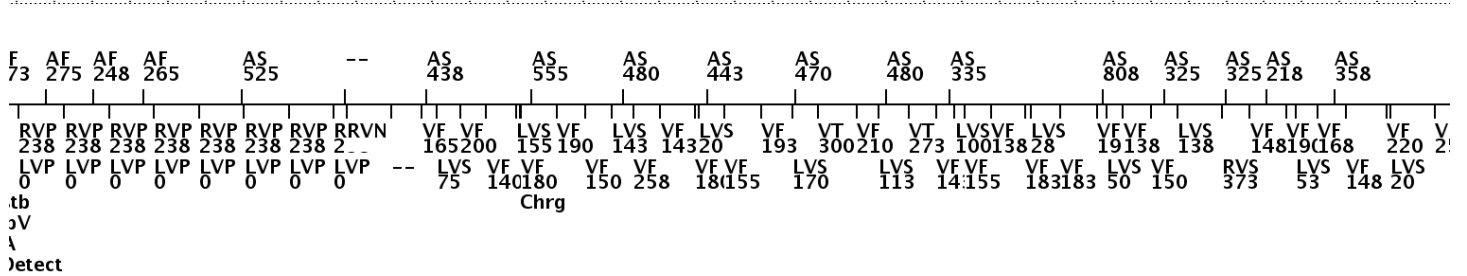 F AF AF AF AS -- AS AS AS AS AS AS AS AS AS AS AS AS
73 275 248 265 525 438 555 480 443 470 480 335 808 325 325 218 358
RVP RVP RVP RVP RVP RVP RVP RRVN VF VF LVS VF LVS VF LVS VF VT VF VT LVS VF LVS VF VF LVS VF VF VF VF
238 238 238 238 238 238 238 165 200 155 190 143 143 20 193 300 210 273 100 138 28 19 138 138 148 190 168 220
LVP LVP LVP LVP LVP LVP LVP LVP -- LVS VF VF VF VF VF VF LVS LVS VF VF VF VF LVS VF RVS LVS VF LVS
0 0 0 0 0 0 0 0 75 140 180 150 258 180 155 170 113 155 183 183 50 150 373 53 148 20
Chrg